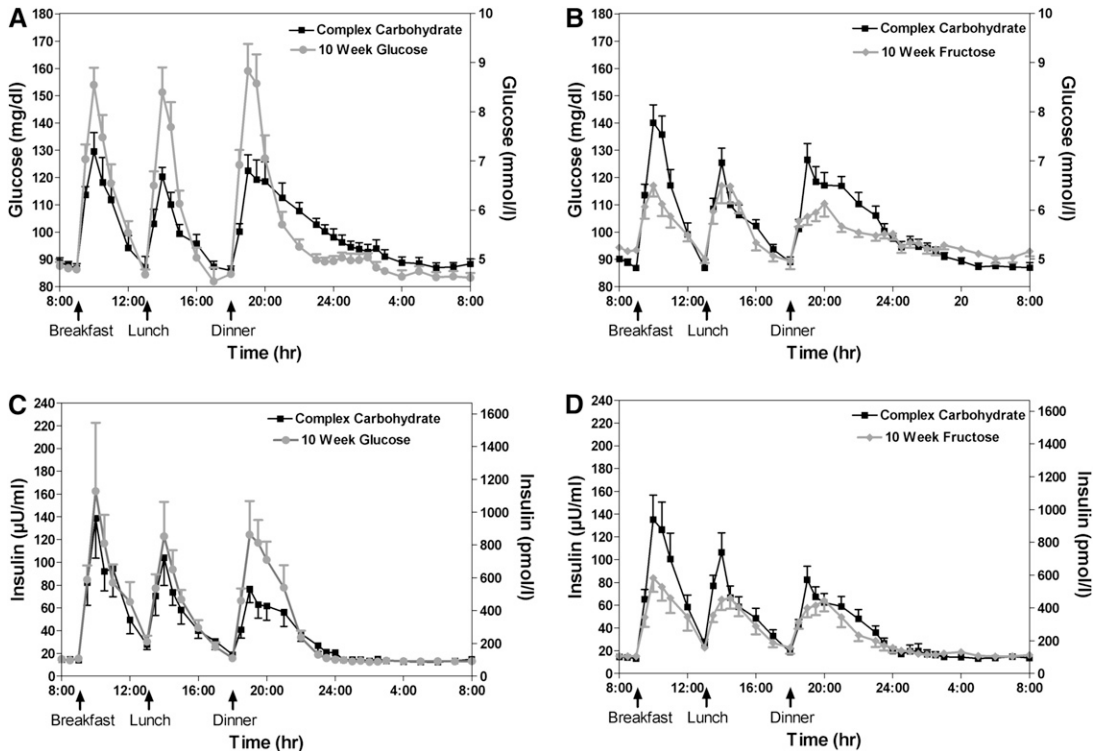 A
180
170
160
150
140
130
120
110
100
90
80
Glucose (mg/dl)
Complex Carbohydrate
10 Week Glucose
10
9
8
7
6
5
Glucose (mmol/l)
8:00 12:00 16:00 20:00 24:00 4:00 8:00
Breakfast Lunch Dinner
Time (hr)
B
180
170
160
150
140
130
120
110
100
90
80
Glucose (mg/dl)
Complex Carbohydrate
10 Week Fructose
10
9
8
7
6
5
Glucose (mmol/l)
8:00 12:00 16:00 20:00 24:00 20 8:00
Breakfast Lunch Dinner
Time (hr)
C
240
220
200
180
160
140
120
100
80
60
40
20
0
Insulin (µU/ml)
Complex Carbohydrate
10 Week Glucose
1600
1400
1200
1000
800
600
400
200
0
Insulin (pmol/l)
8:00 12:00 16:00 20:00 24:00 4:00 8:00
Breakfast Lunch Dinner
Time (hr)
D
240
220
200
180
160
140
120
100
80
60
40
20
0
Insulin (µU/ml)
Complex Carbohydrate
10 Week Fructose
1600
1400
1200
1000
800
600
400
200
0
Insulin (pmol/l)
8:00 12:00 16:00 20:00 24:00 4:00 8:00
Breakfast Lunch Dinner
Time (hr)